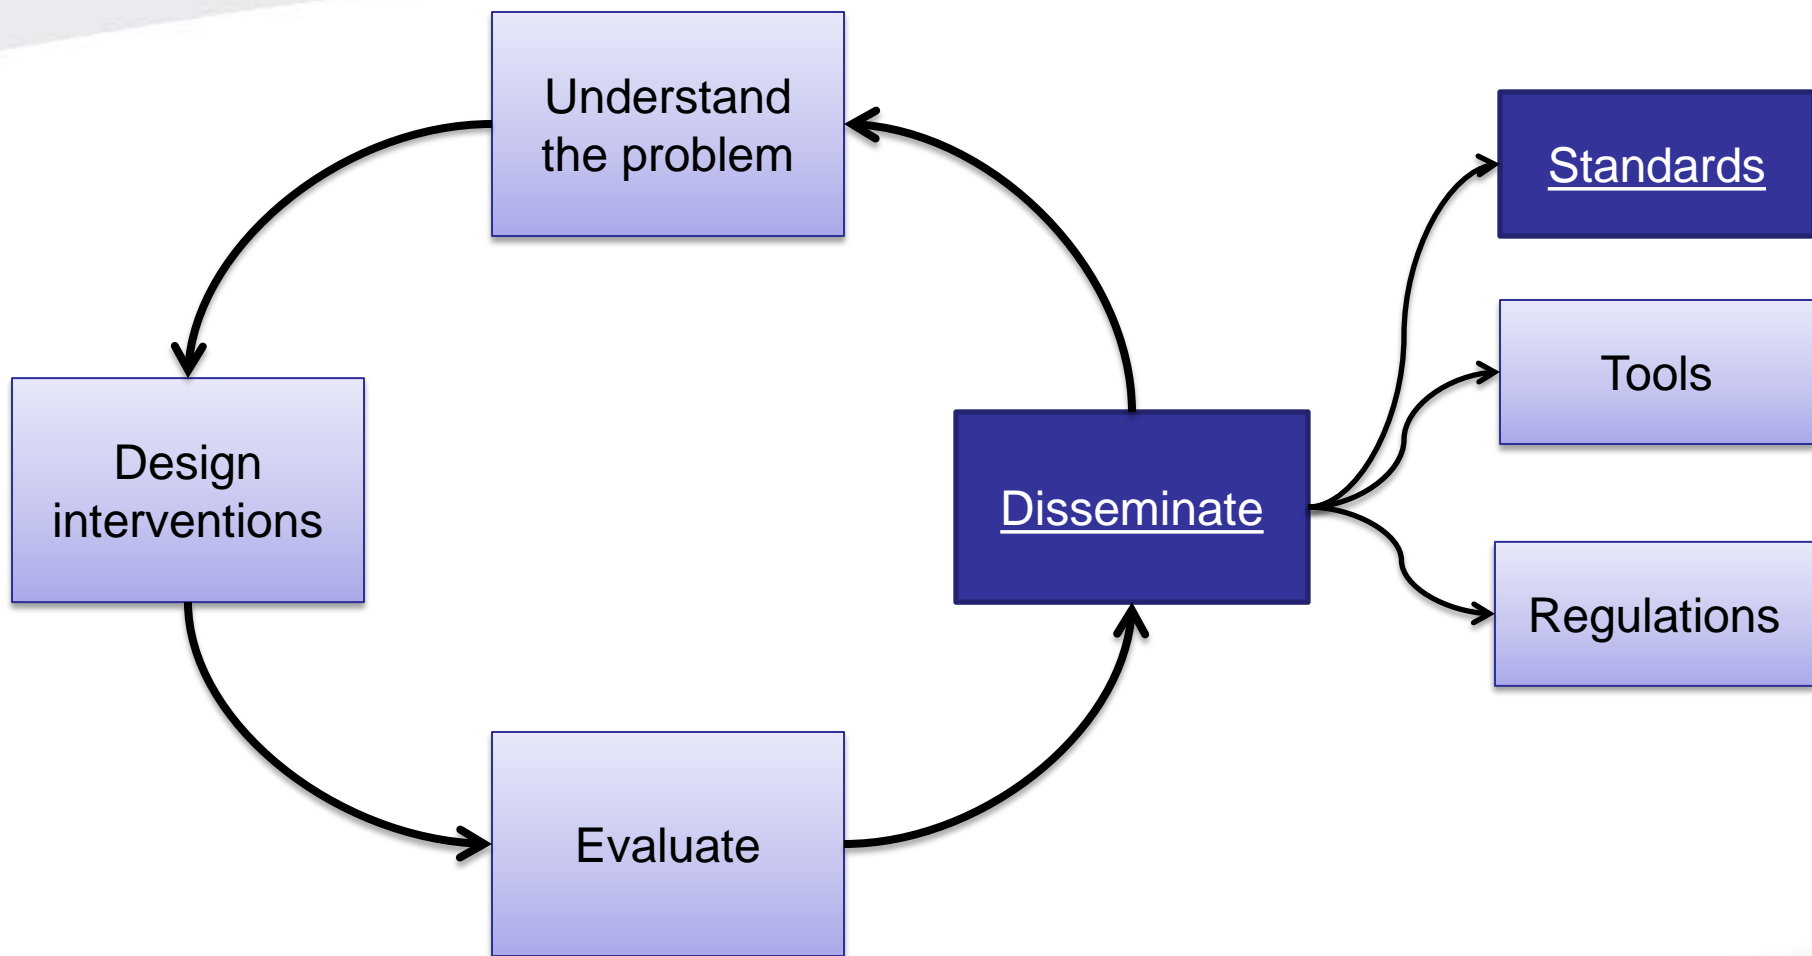 Understand
the problem
Standards
Tools
Design
interventions
Disseminate
Regulations
Evaluate